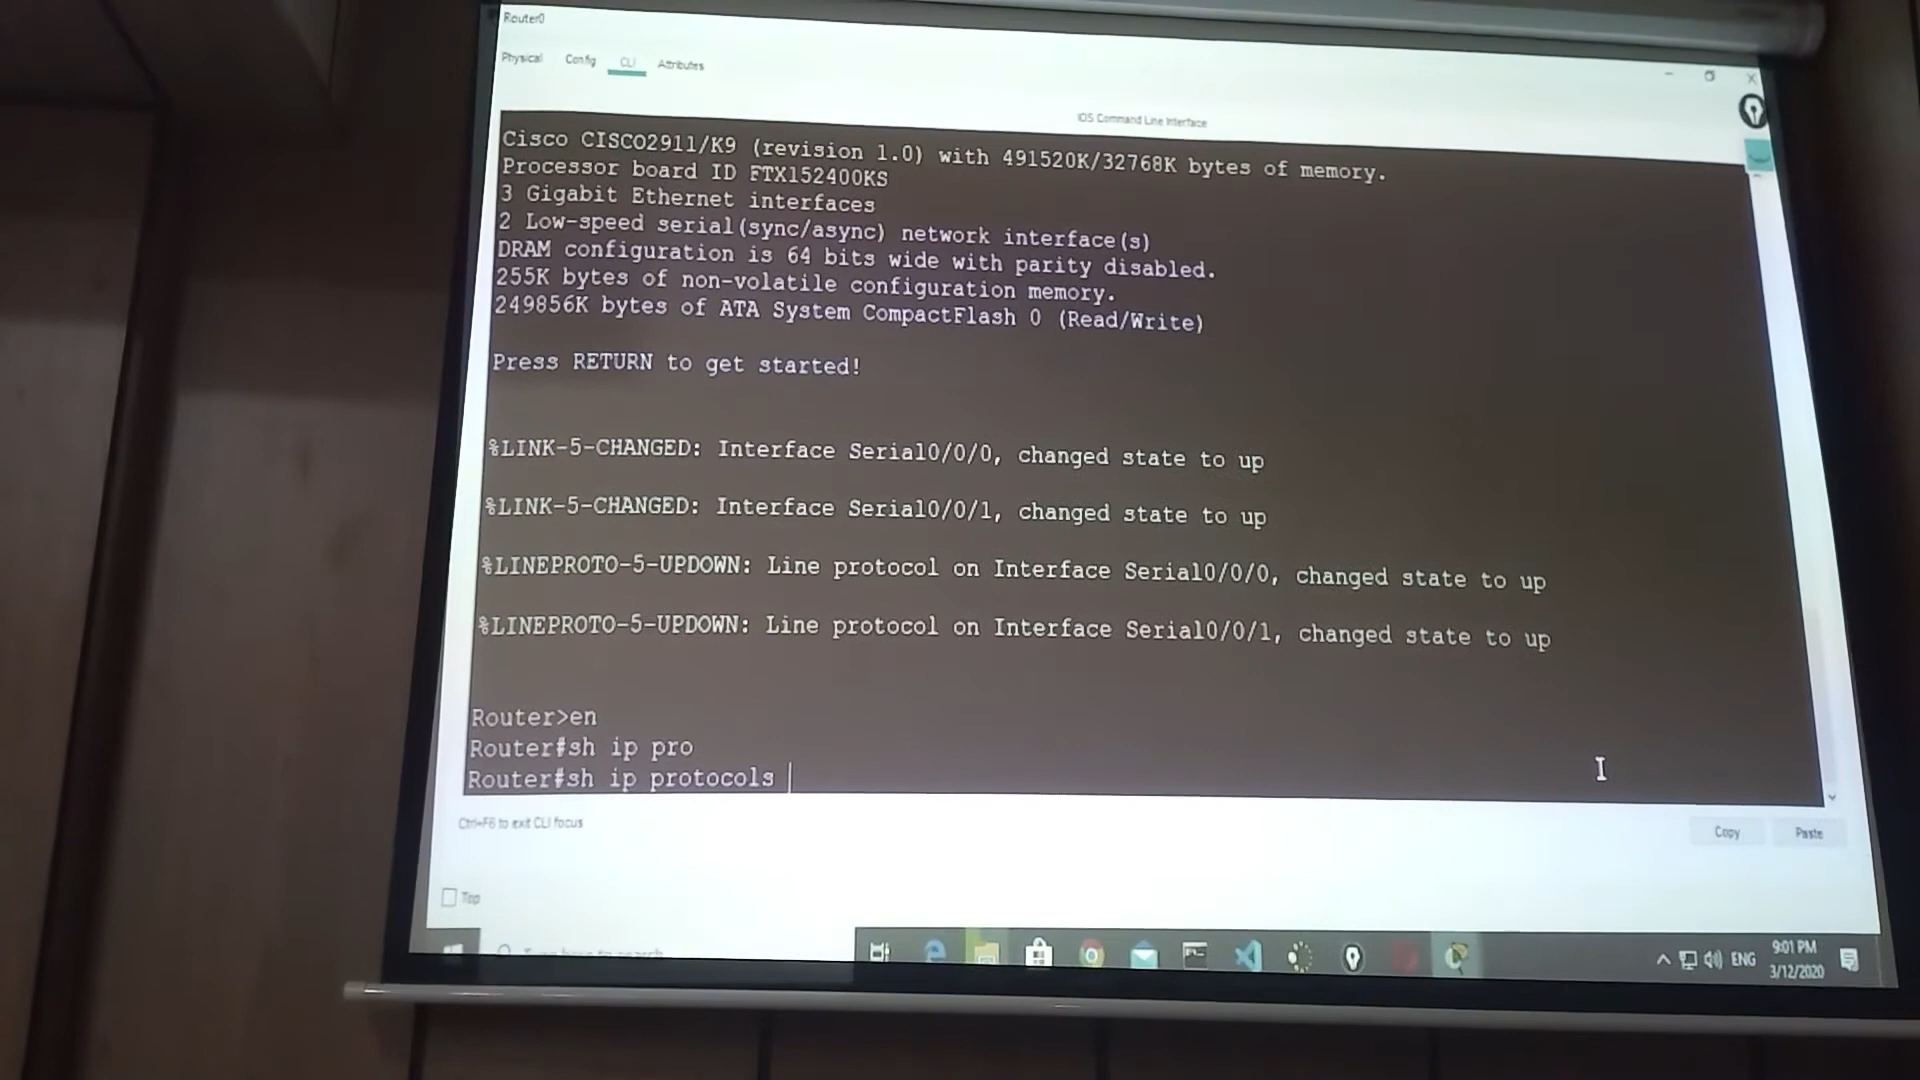 Router0
Physical Config CLI Attributes
IOS Command Line Interface
Cisco CISCO2911/K9 (revision 1.0) with 491520K/32768K bytes of memory.
Processor board ID FTX152400KS
3 Gigabit Ethernet interfaces
2 Low-speed serial(sync/async) network interface(s)
DRAM configuration is 64 bits wide with parity disabled.
255K bytes of non-volatile configuration memory.
249856K bytes of ATA System CompactFlash 0 (Read/Write)
Press RETURN to get started!
%LINK-5-CHANGED: Interface Serial0/0/0, changed state to up
%LINK-5-CHANGED: Interface Serial0/0/1, changed state to up
%LINEPROTO-5-UPDOWN: Line protocol on Interface Serial0/0/0, changed state to up
%LINEPROTO-5-UPDOWN: Line protocol on Interface Serial0/0/1, changed state to up
Router>en
Router#sh ip pro
Router#sh ip protocols
Ctrl+F6 to exit CLI focus
Copy Paste
Top
ENG
9:01 PM
3/12/2020